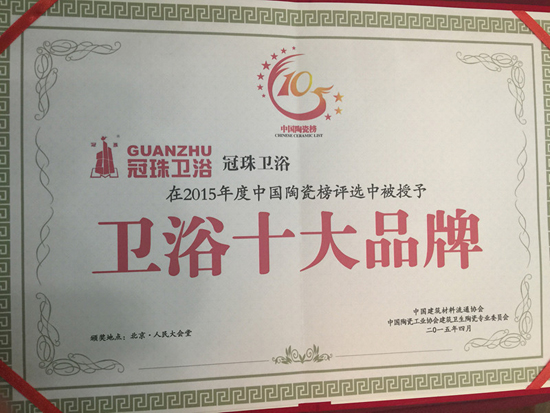 105
中国陶瓷榜
CHINESE CERAMIC LIST
GUANZHU
冠珠卫浴 冠珠卫浴
在2015年度中国陶瓷榜评选中被授予
卫浴十大品牌
中国建筑材料流通协会
中国陶瓷工业协会建筑卫生陶瓷专业委员会
颁奖地点：北京·人民大会堂
二〇一五年四月